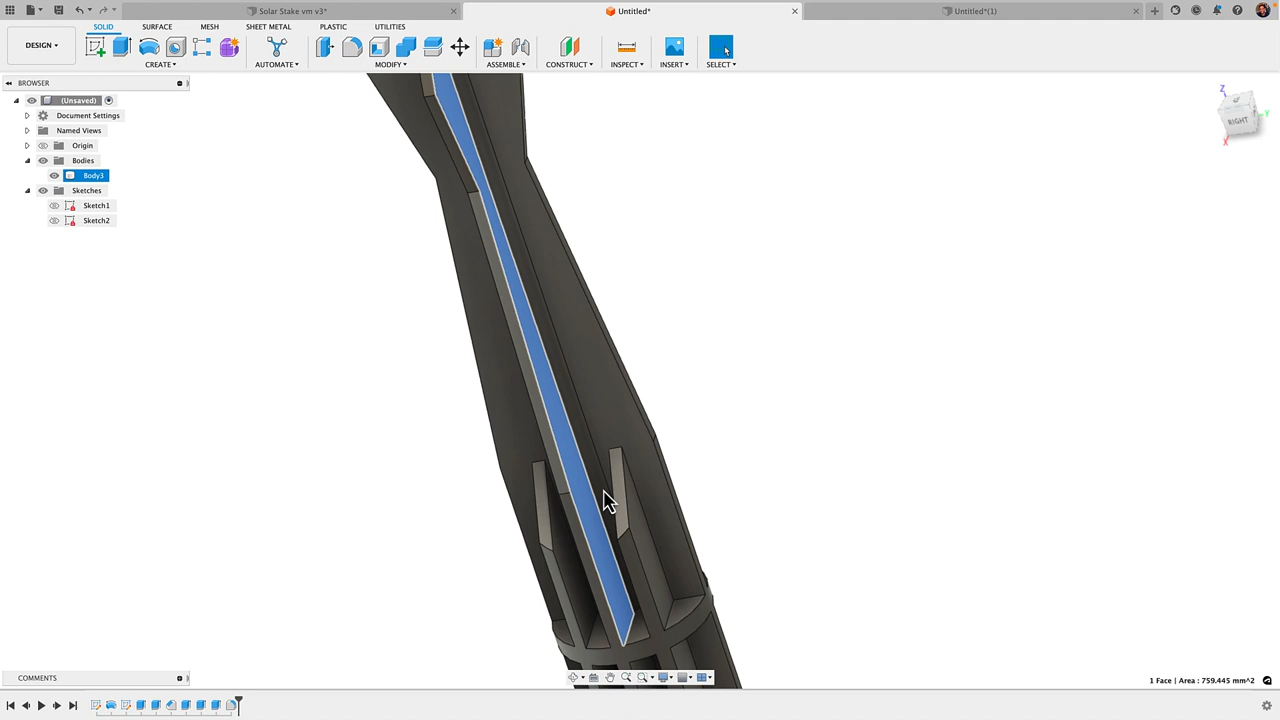 Solar Stake vm v3*
Untitled*
Untitled*(1)
DESIGN
SOLID
SURFACE
MESH
SHEET METAL
PLASTIC
UTILITIES
CREATE
AUTOMATE
MODIFY
ASSEMBLE
CONSTRUCT
INSPECT
INSERT
SELECT
BROWSER
(Unsaved)
Document Settings
Named Views
Origin
Bodies
Body3
Sketches
Sketch1
Sketch2
Z
Y
X
RIGHT
COMMENTS
1 Face | Area : 759.445 mm^2